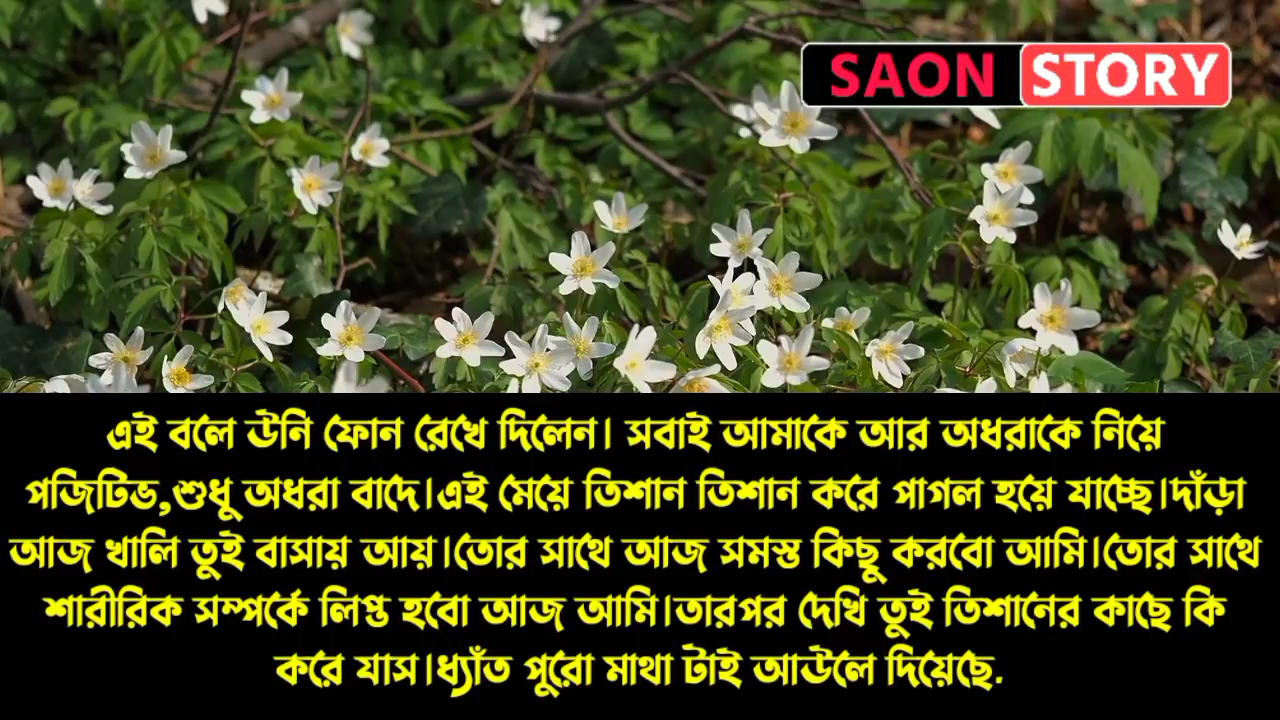 SAON STORY
এই বলে উনি ফোন রেখে দিলেন। সবাই আমাকে আর অধরাকে নিয়ে
পজিটিভ,শুধু অধরা বাদে।এই মেয়ে তিশান তিশান করে পাগল হয়ে যাচ্ছে।দাঁড়া
আজ খালি তুই বাসায় আয়।তোর সাথে আজ সমস্ত কিছু করবো আমি।তোর সাথে
শারীরিক সম্পর্কে লিপ্ত হবো আজ আমি।তারপর দেখি তুই তিশানের কাছে কি
করে যাস।ধ্যাঁত পুরো মাথা টাই আউলে দিয়েছে.